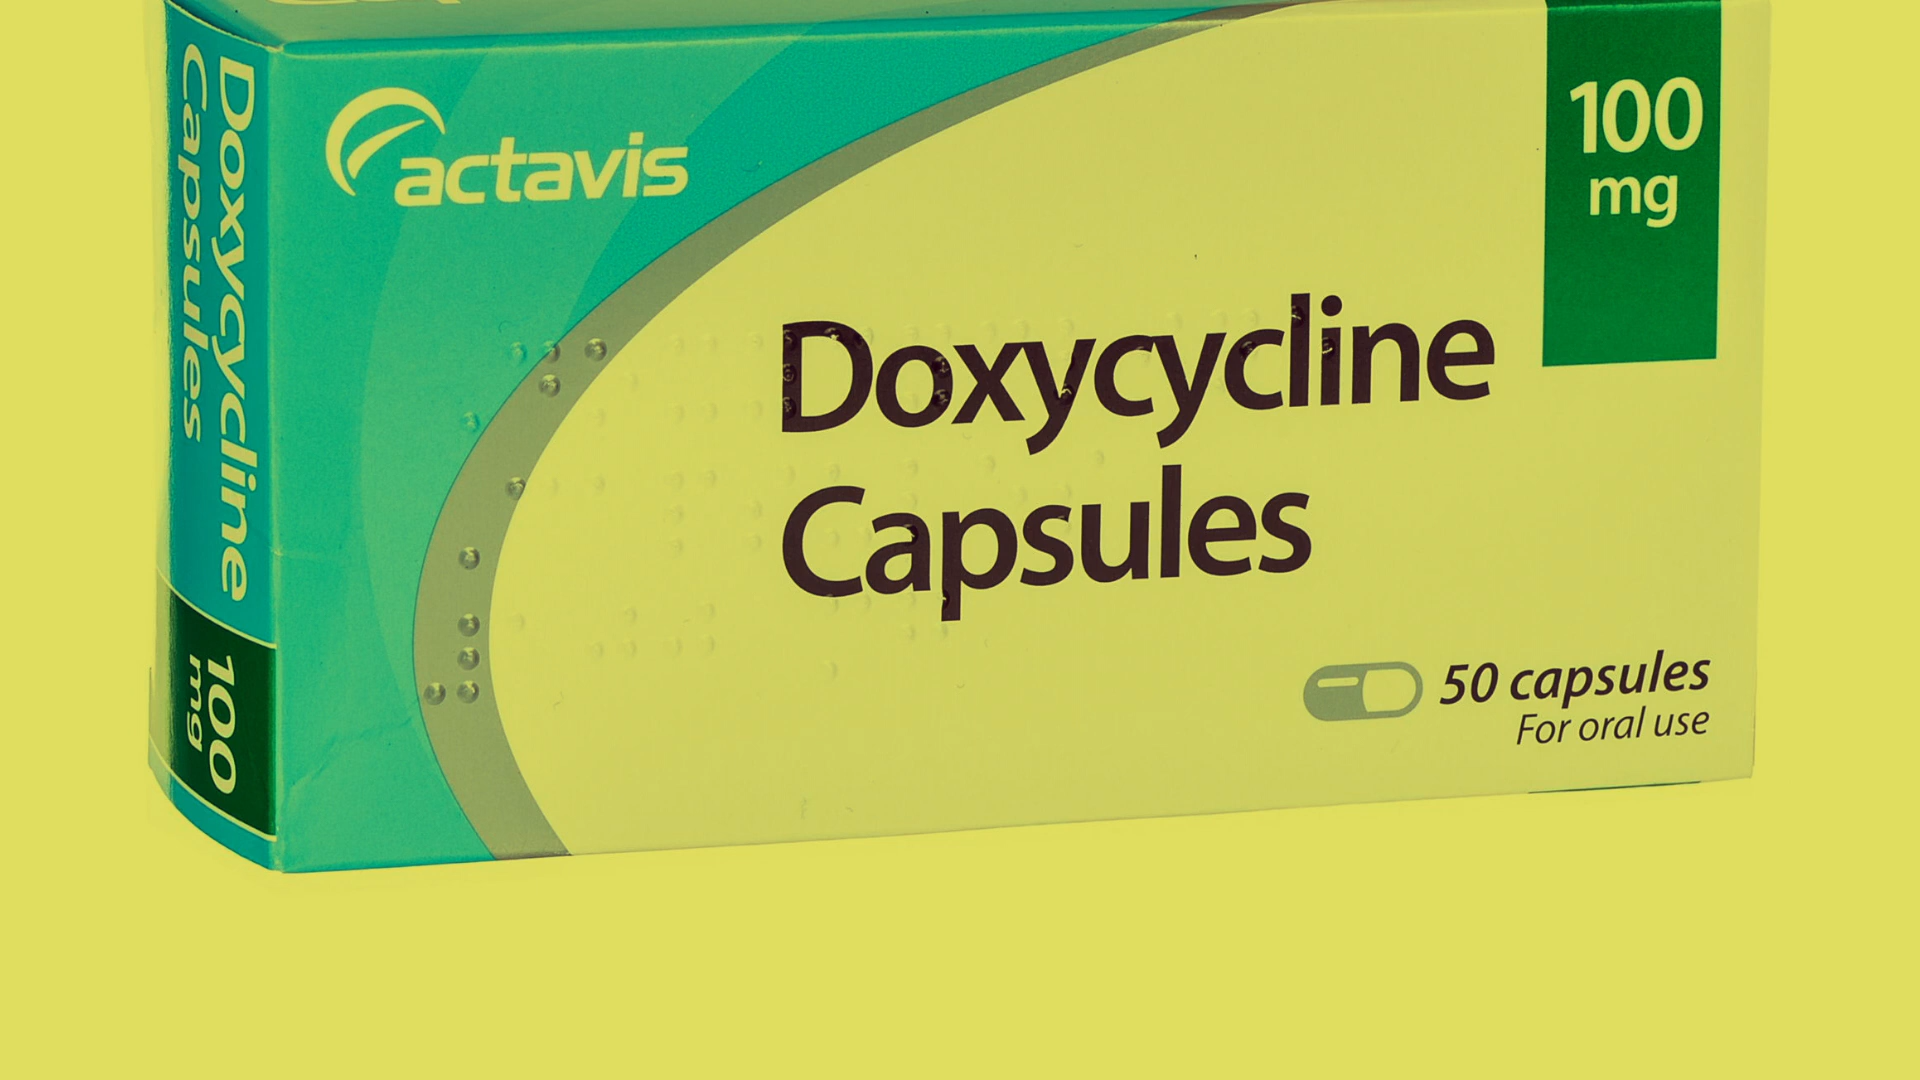 Doxycycline
Capsules
100
mg
actavis
100
mg
Doxycycline
Capsules
50 capsules
For oral use